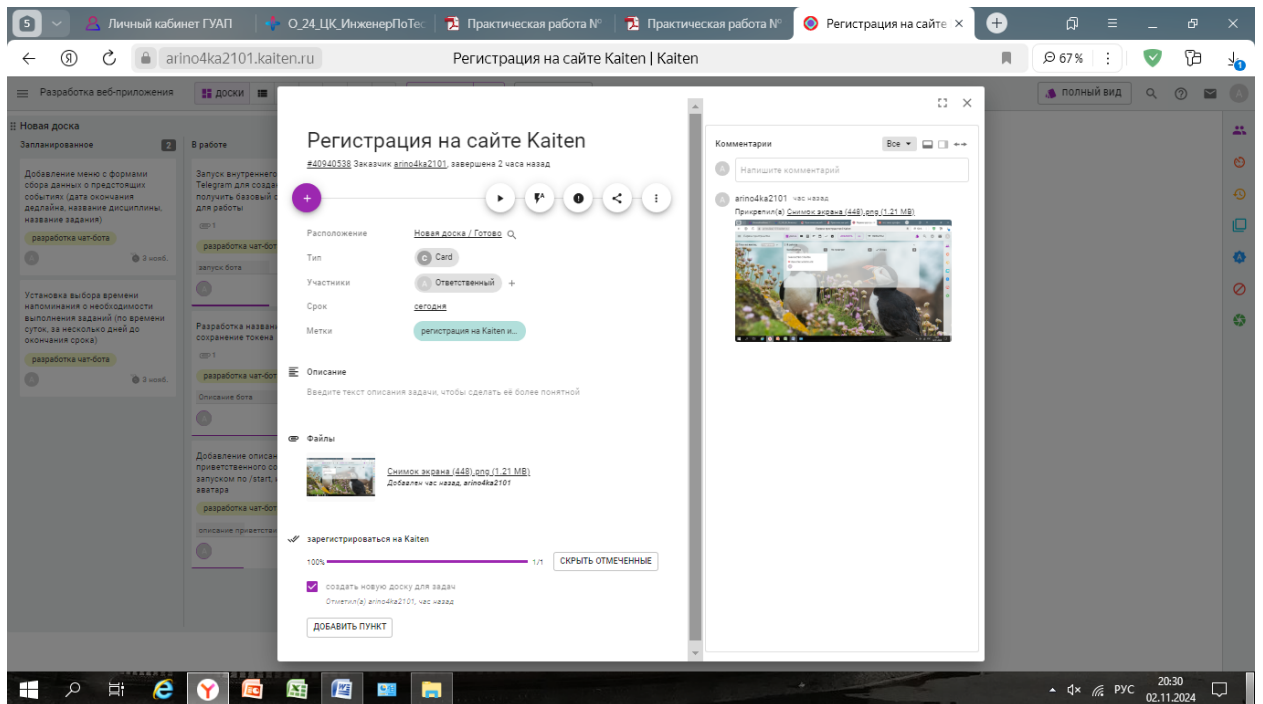 5
Личный кабинет ГУАП
О_24_ЦК_ИнженерПоТес
Практическая работа №
Практическая работа №
Регистрация на сайте
arino4ka2101.kaiten.ru
Регистрация на сайте Kaiten | Kaiten
67 %
1
Разработка веб-приложения
ДОСКИ
ПОЛНЫЙ ВИД
Новая доска
Запланированное 2
Добавление меню с формами
сбора данных о предстоящих
событиях (дата окончания
дедлайна, название дисциплины,
название задания)
разработка чат-бота
3 нояб.
Установка выбора времени
напоминания о необходимости
выполнения заданий (по времени
суток, за несколько дней до
окончания срока)
разработка чат-бота
3 нояб.
В работе
Запуск внутреннего
Telegram для созда
получить базовый с
для работы
1
разработка чат-бот
запуск бота
Разработка назван
сохранение токена
1
разработка чат-бот
Описание бота
Добавление описан
приветственного со
запуском по /start, и
аватара
разработка чат-бот
описание приветстви
Регистрация на сайте Kaiten
#40940538 Заказчик arino4ka2101, завершена 2 часа назад
Расположение Новая доска / Готово
Тип C Card
Участники Ответственный +
Срок сегодня
Метки регистрация на Kaiten и...
Описание
Введите текст описания задачи, чтобы сделать её более понятной
Файлы
Снимок экрана (448).png (1.21 MB)
Добавлен час назад, arino4ka2101
зарегистрироваться на Kaiten
100% 1/1 СКРЫТЬ ОТМЕЧЕННЫЕ
создать новую доску для задач
Отметил(а) arino4ka2101, час назад
ДОБАВИТЬ ПУНКТ
Комментарии Все
Напишите комментарий
arino4ka2101 час назад
Прикрепил(а) Снимок экрана (448).png (1.21 MB)
РУС
20:30
02.11.2024